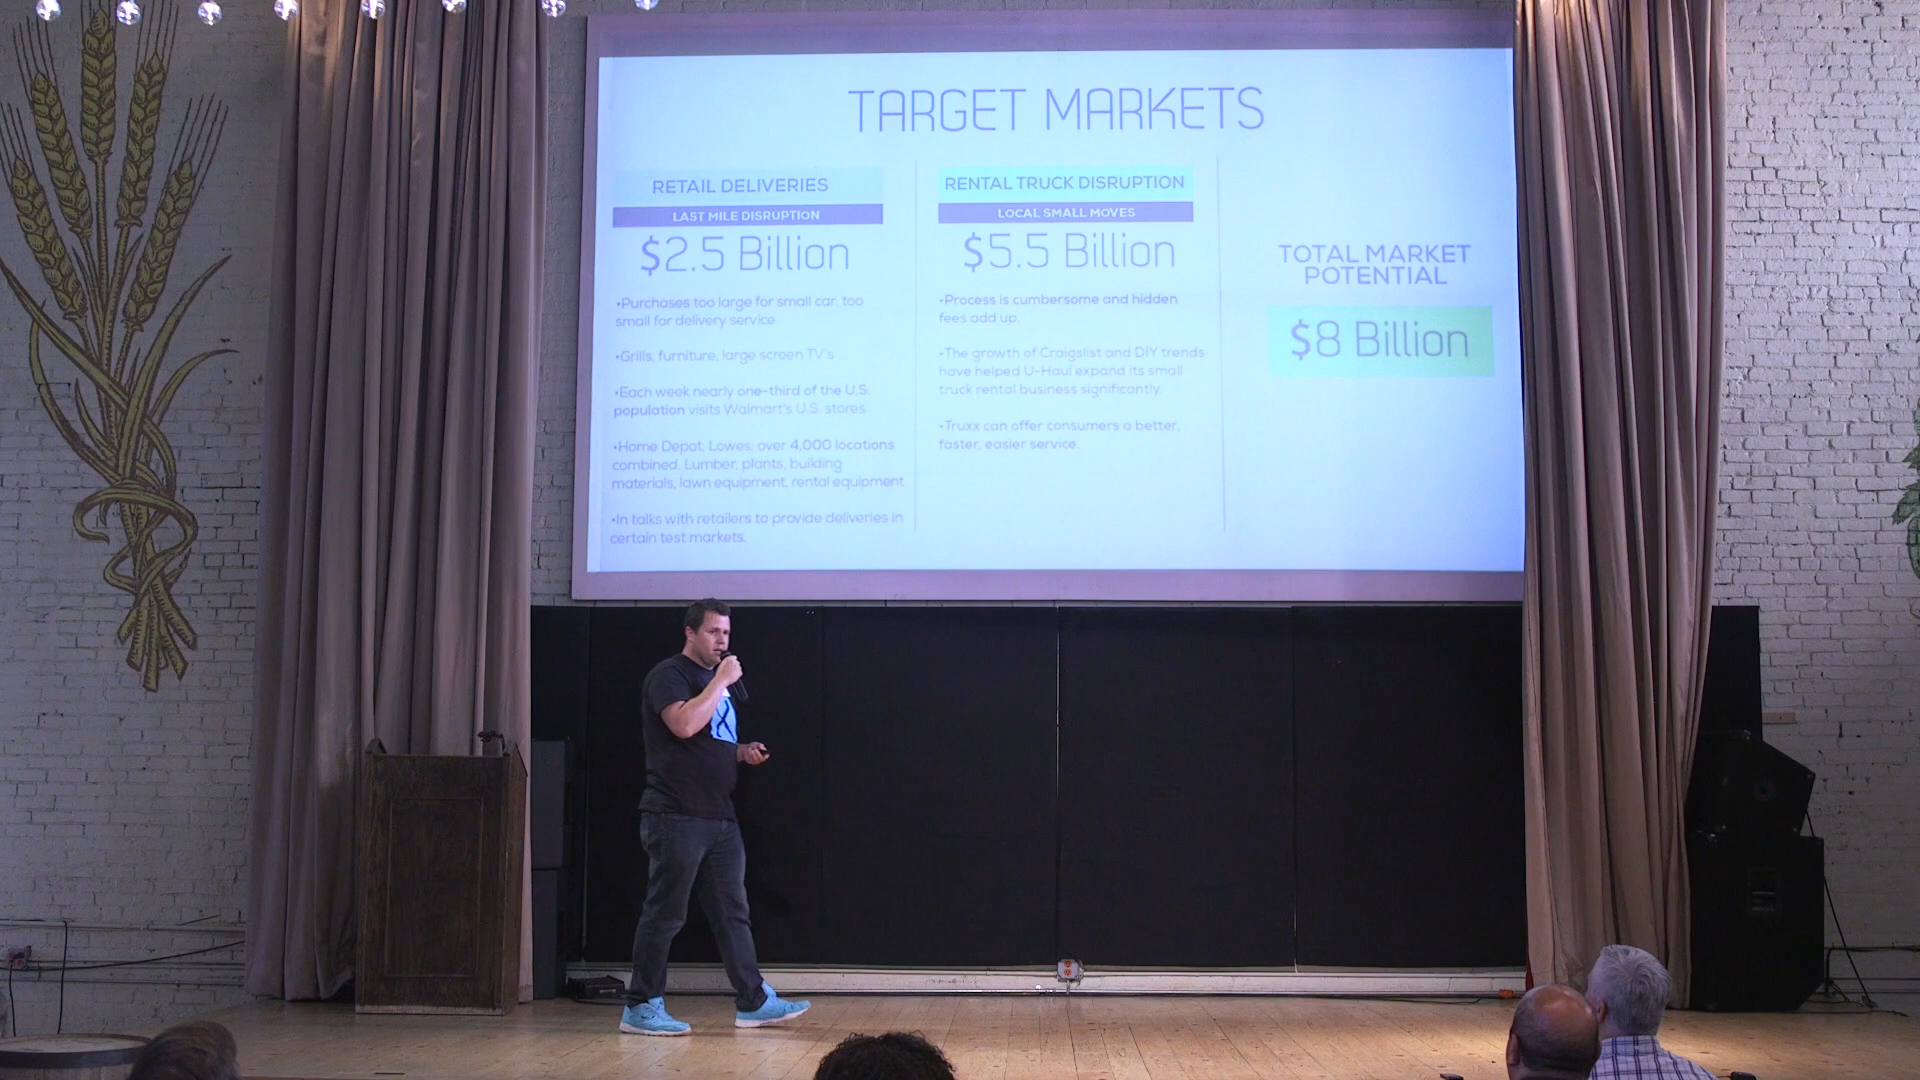 TARGET MARKETS
RETAIL DELIVERIES
LAST MILE DISRUPTION
$2.5 Billion
•Purchases too large for small car, too
small for delivery service
•Grills, furniture, large screen TV's
•Each week nearly one-third of the U.S.
population visits Walmart's U.S. stores.
•Home Depot, Lowes: over 4,000 locations
combined. Lumber, plants, building
materials, lawn equipment, rental equipment
•In talks with retailers to provide deliveries in
certain test markets.
RENTAL TRUCK DISRUPTION
LOCAL SMALL MOVES
$5.5 Billion
•Process is cumbersome and hidden
fees add up.
•The growth of Craigslist and DIY trends
have helped U-Haul expand its small
truck rental business significantly.
•Truxx can offer consumers a better,
faster, easier service.
TOTAL MARKET
POTENTIAL
$8 Billion
X